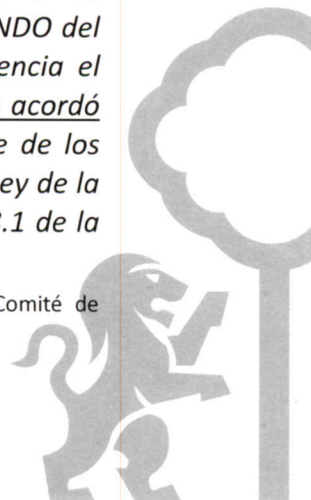 NDO del
encia el
acordó
e de los
ey de la
.1 de la
Comité de